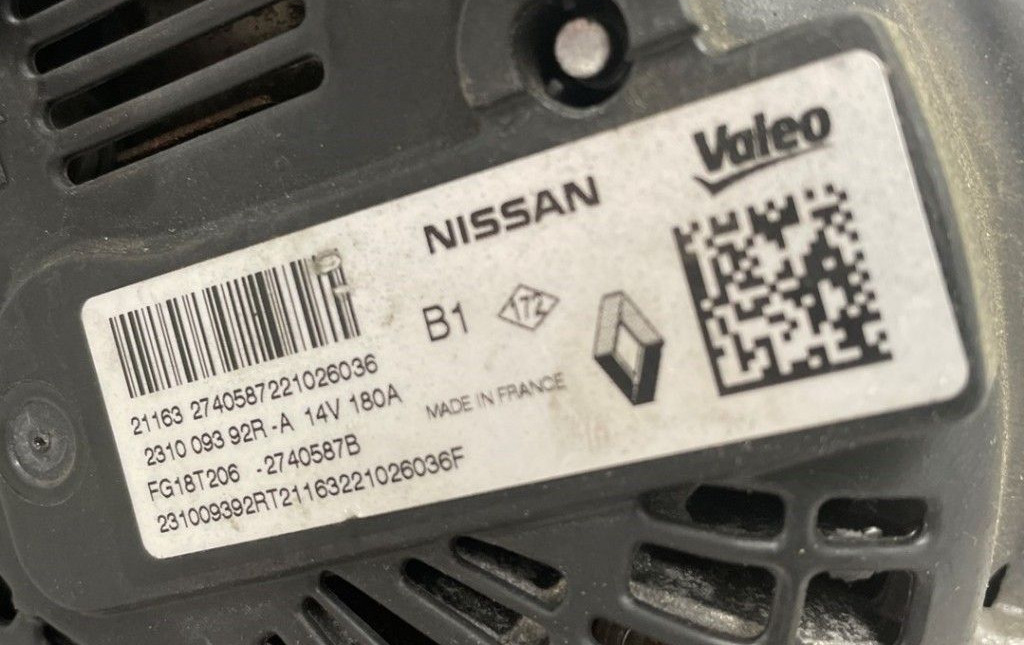 Valeo
NISSAN
B1
172
MADE IN FRANCE
21163 2740587221026036
2310 093 92R -A 14V 180A
FG18T206 -2740587B
231009392RT21163221026036F